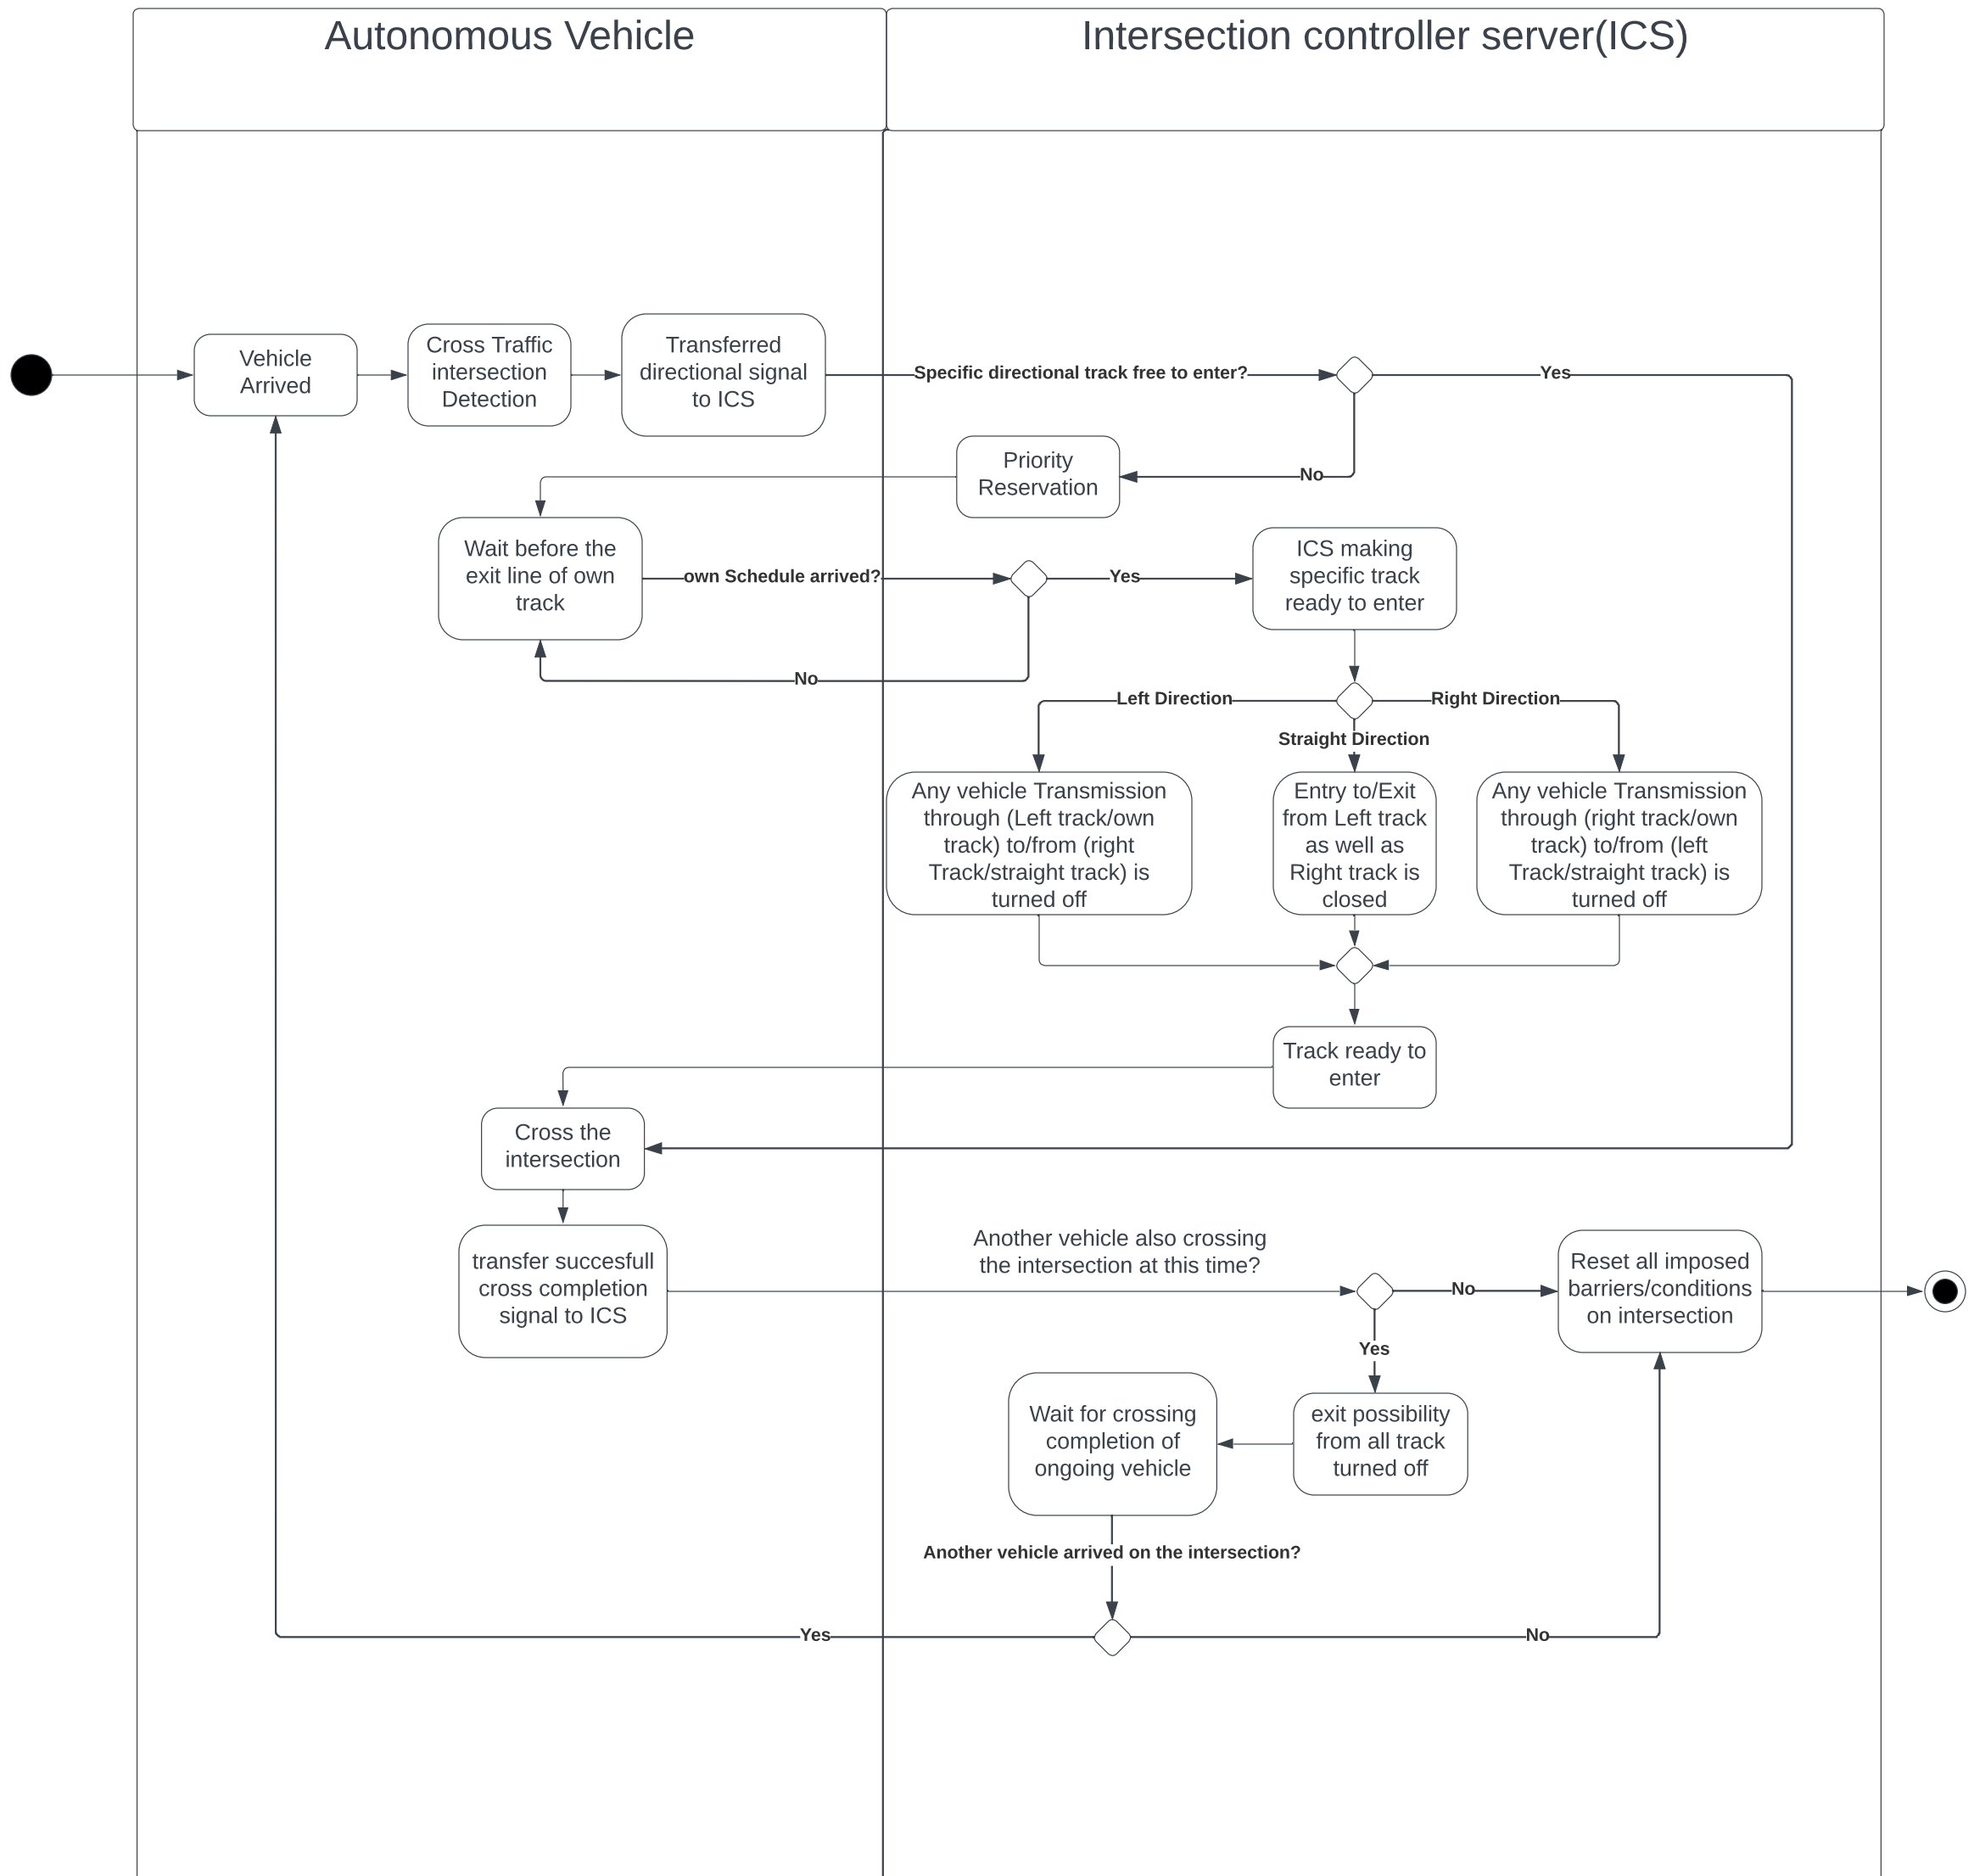 Autonomous Vehicle
Intersection controller server(ICS)
Vehicle
Arrived
Cross Traffic
intersection
Detection
Transferred
directional signal
to ICS
Specific directional track free to enter?
Yes
No
Priority
Reservation
Wait before the
exit line of own
track
own Schedule arrived?
Yes
No
ICS making
specific track
ready to enter
Left Direction
Straight Direction
Right Direction
Any vehicle Transmission
through (Left track/own
track) to/from (right
Track/straight track) is
turned off
Entry to/Exit
from Left track
as well as
Right track is
closed
Any vehicle Transmission
through (right track/own
track) to/from (left
Track/straight track) is
turned off
Track ready to
enter
Cross the
intersection
transfer succesfull
cross completion
signal to ICS
Another vehicle also crossing
the intersection at this time?
No
Yes
Reset all imposed
barriers/conditions
on intersection
exit possibility
from all track
turned off
Wait for crossing
completion of
ongoing vehicle
Another vehicle arrived on the intersection?
Yes
No